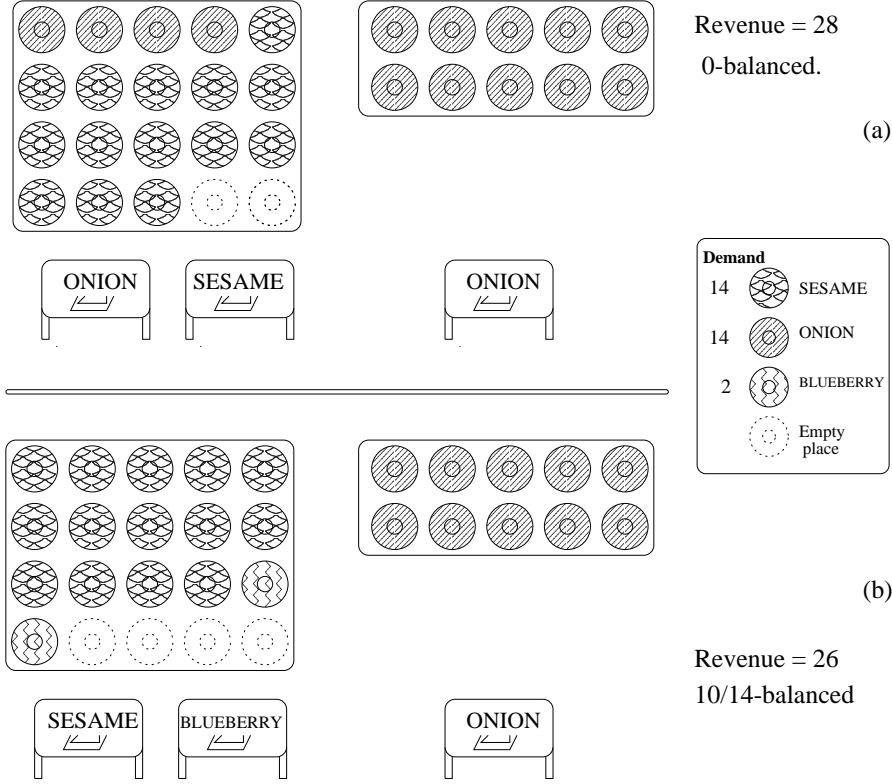 Revenue = 28
0-balanced.
(a)
ONION
SESAME
ONION
Demand
14
SESAME
14
ONION
2
BLUEBERRY
Empty
place
(b)
Revenue = 26
10/14-balanced
SESAME
BLUEBERRY
ONION